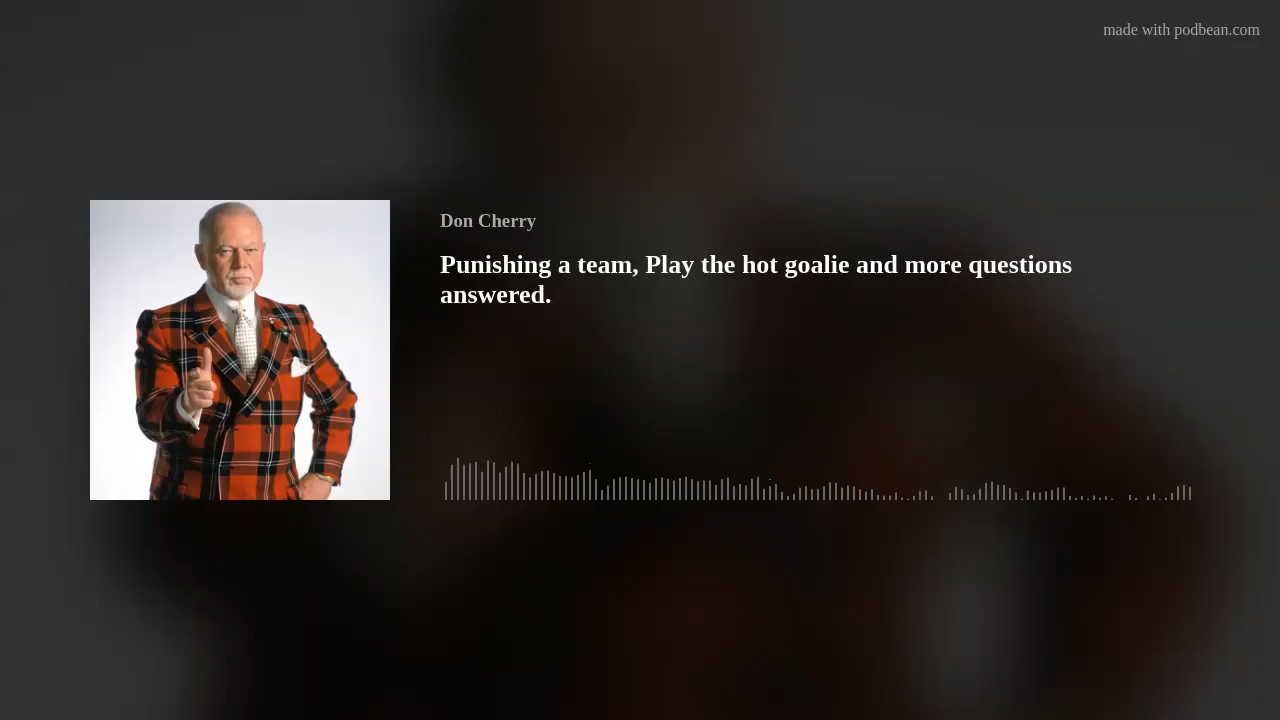 made with podbean.com
Don Cherry
Punishing a team, Play the hot goalie and more questions
answered.